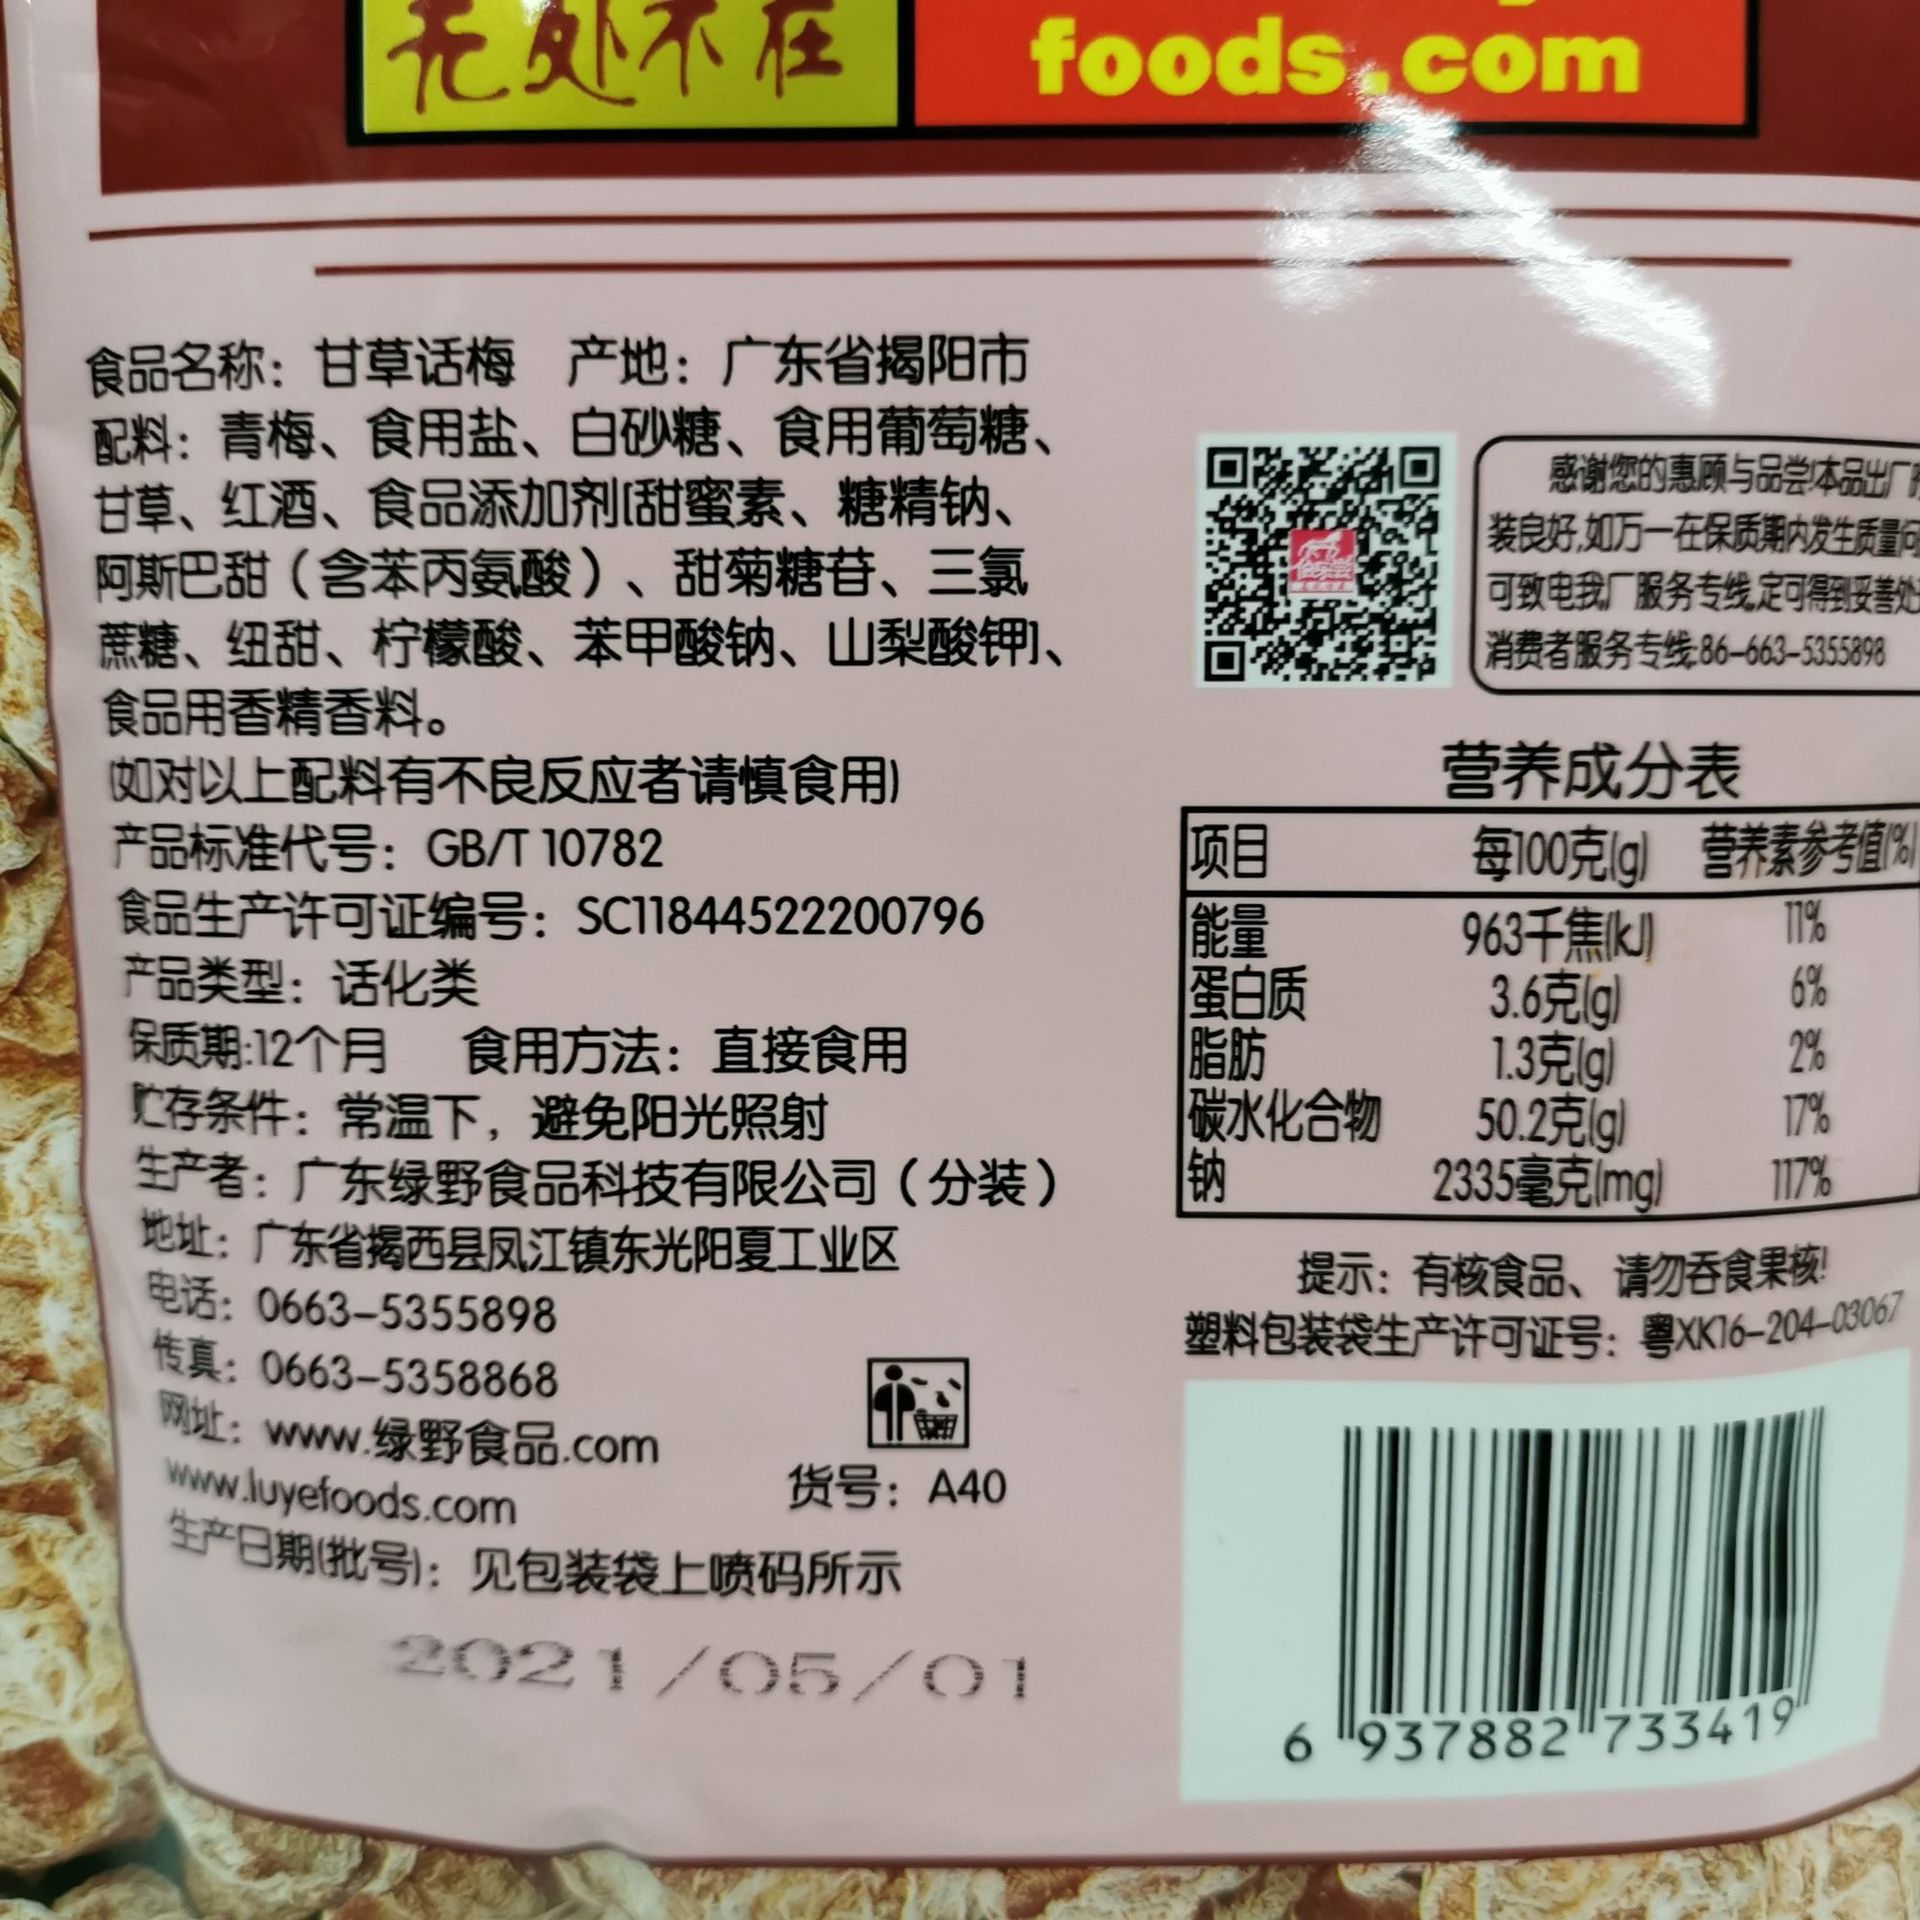 无处不在
foods.com
食品名称：甘草话梅 产地：广东省揭阳市
配料：青梅、食用盐、白砂糖、食用葡萄糖、
甘草、红酒、食品添加剂[甜蜜素、糖精钠、
阿斯巴甜（含苯丙氨酸）、甜菊糖苷、三氯
蔗糖、纽甜、柠檬酸、苯甲酸钠、山梨酸钾]、
食品用香精香料。
(如对以上配料有不良反应者请慎食用)
产品标准代号：GB/T 10782
食品生产许可证编号：SC11844522200796
产品类型：话化类
保质期:12个月 食用方法：直接食用
贮存条件：常温下，避免阳光照射
生产者：广东绿野食品科技有限公司（分装）
地址：广东省揭西县凤江镇东光阳夏工业区
电话：0663-5355898
传真：0663-5358868
网址：www.绿野食品.com
www.luyefoods.com
货号：A40
生产日期(批号)：见包装袋上喷码所示
2021/05/01
感谢您的惠顾与品尝!本品出厂
装良好,如万一在保质期内发生质量问
可致电我厂服务专线,定可得到妥善处
消费者服务专线:86-663-5355898
营养成分表
项目 每100克(g) 营养素参考值(%)
能量 963千焦(kJ) 11%
蛋白质 3.6克(g) 6%
脂肪 1.3克(g) 2%
碳水化合物 50.2克(g) 17%
钠 2335毫克(mg) 117%
提示：有核食品、请勿吞食果核!
塑料包装袋生产许可证号：粤XK16-204-03067
6 937882 733419